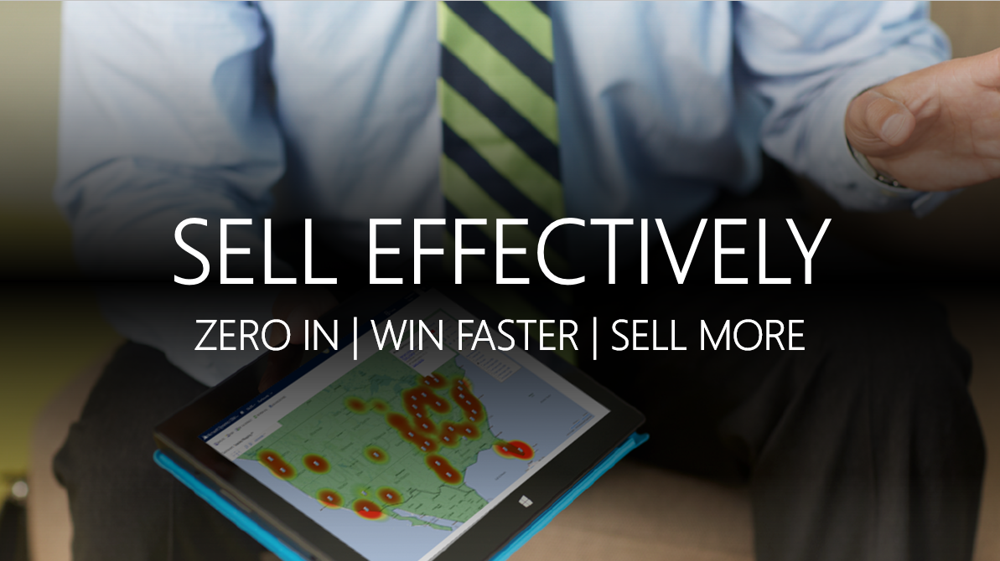 SELL EFFECTIVELY
ZERO IN | WIN FASTER | SELL MORE